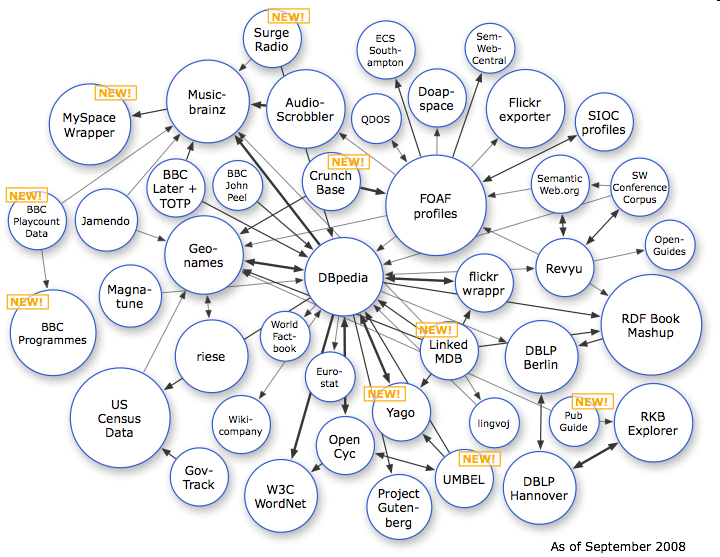 NEW!
Surge
Radio
ECS
South-
ampton
Sem-
Web-
Central
NEW!
MySpace
Wrapper
Music-
brainz
Audio-
Scrobbler
QDOS
Doap-
space
Flickr
exporter
SIOC
profiles
NEW!
BBC
Playcount
Data
Jamendo
BBC
Later +
TOTP
BBC
John
Peel
NEW!
Crunch
Base
FOAF
profiles
Semantic
Web.org
SW
Conference
Corpus
Geo-
names
DBpedia
flickr
wrappr
Revyu
Open-
Guides
NEW!
BBC
Programmes
Magna-
tune
riese
World
Fact-
book
NEW!
Linked
MDB
DBLP
Berlin
RDF Book
Mashup
US
Census
Data
Wiki-
company
Euro-
stat
NEW!
Yago
lingvoj
NEW!
Pub
Guide
RKB
Explorer
Gov-
Track
W3C
WordNet
Open
Cyc
Project
Guten-
berg
NEW!
UMBEL
DBLP
Hannover
As of September 2008